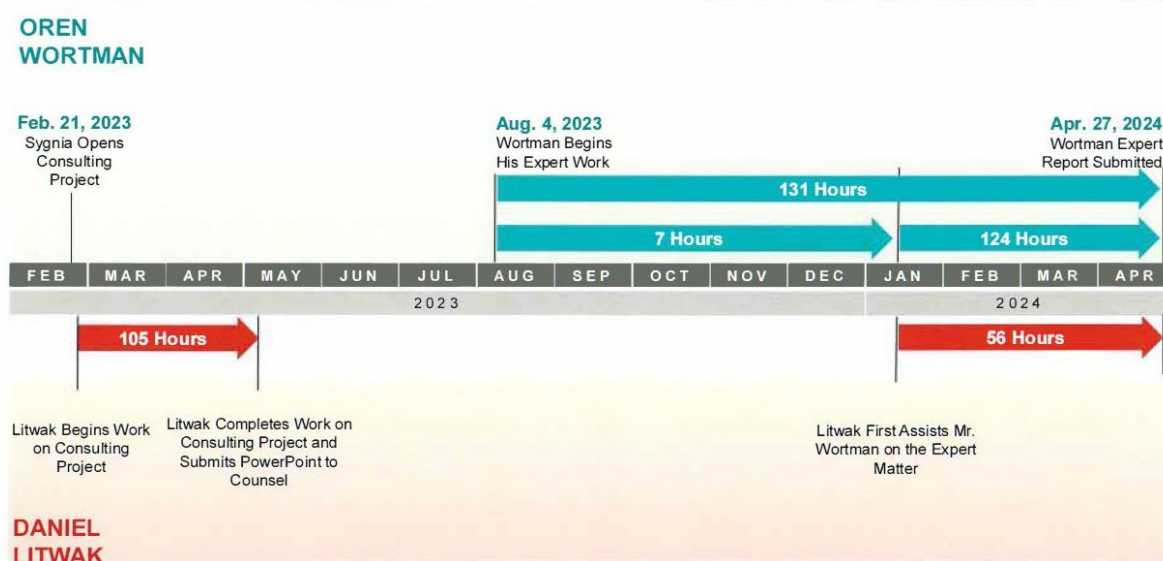 OREN
WORTMAN
Feb. 21, 2023
Sygnia Opens
Consulting
Project
Aug. 4, 2023
Wortman Begins
His Expert Work
Apr. 27, 2024
Wortman Expert
Report Submitted
131 Hours
7 Hours
124 Hours
FEB MAR APR MAY JUN JUL AUG SEP OCT NOV DEC JAN FEB MAR APR
2023 2024
105 Hours
56 Hours
Litwak Begins Work
on Consulting
Project
Litwak Completes Work on
Consulting Project and
Submits PowerPoint to
Counsel
Litwak First Assists Mr.
Wortman on the Expert
Matter
DANIEL
LITWAK